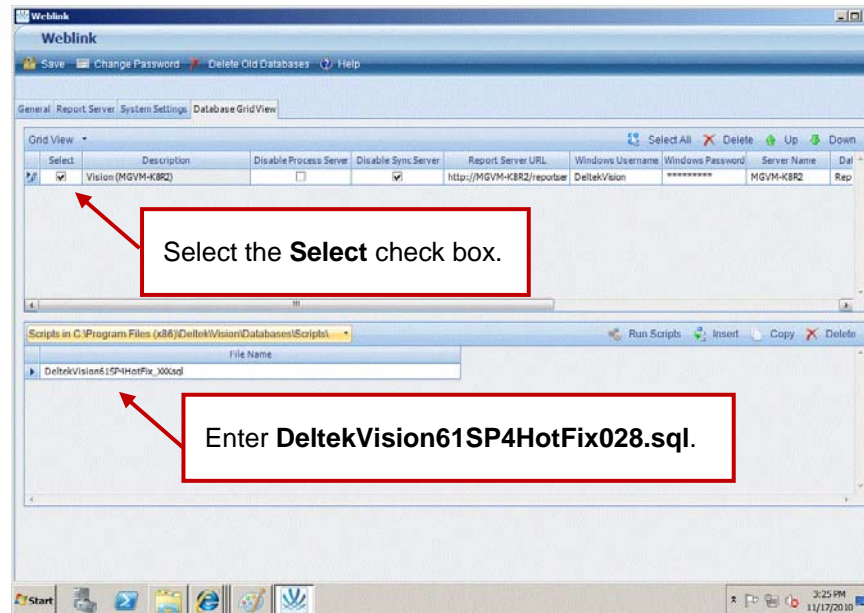 Weblink
Weblink
Save Change Password Delete Old Databases Help
General Report Server System Settings Database Grid View
Grid View Select All Delete Up Down
Select Description Disable Process Server Disable Sync Server Report Server URL Windows Username Windows Password Server Name Dat
Vision (MGVM-K8R2) http://MGVM-K8R2/reportser DeltekVision ********* MGVM-K8R2 Rep
Select the Select check box.
Scripts in C:\Program Files (x86)\Deltek\Vision\Databases\Scripts\ Run Scripts Insert Copy Delete
File Name
DeltekVision61SP4HotFix_XXX.sql
Enter DeltekVision61SP4HotFix028.sql.
Start 3:25 PM
11/17/2010